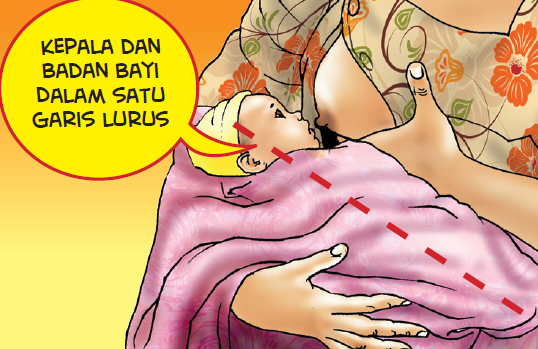 KEPALA DAN
BADAN BAYI
DALAM SATU
GARIS LURUS